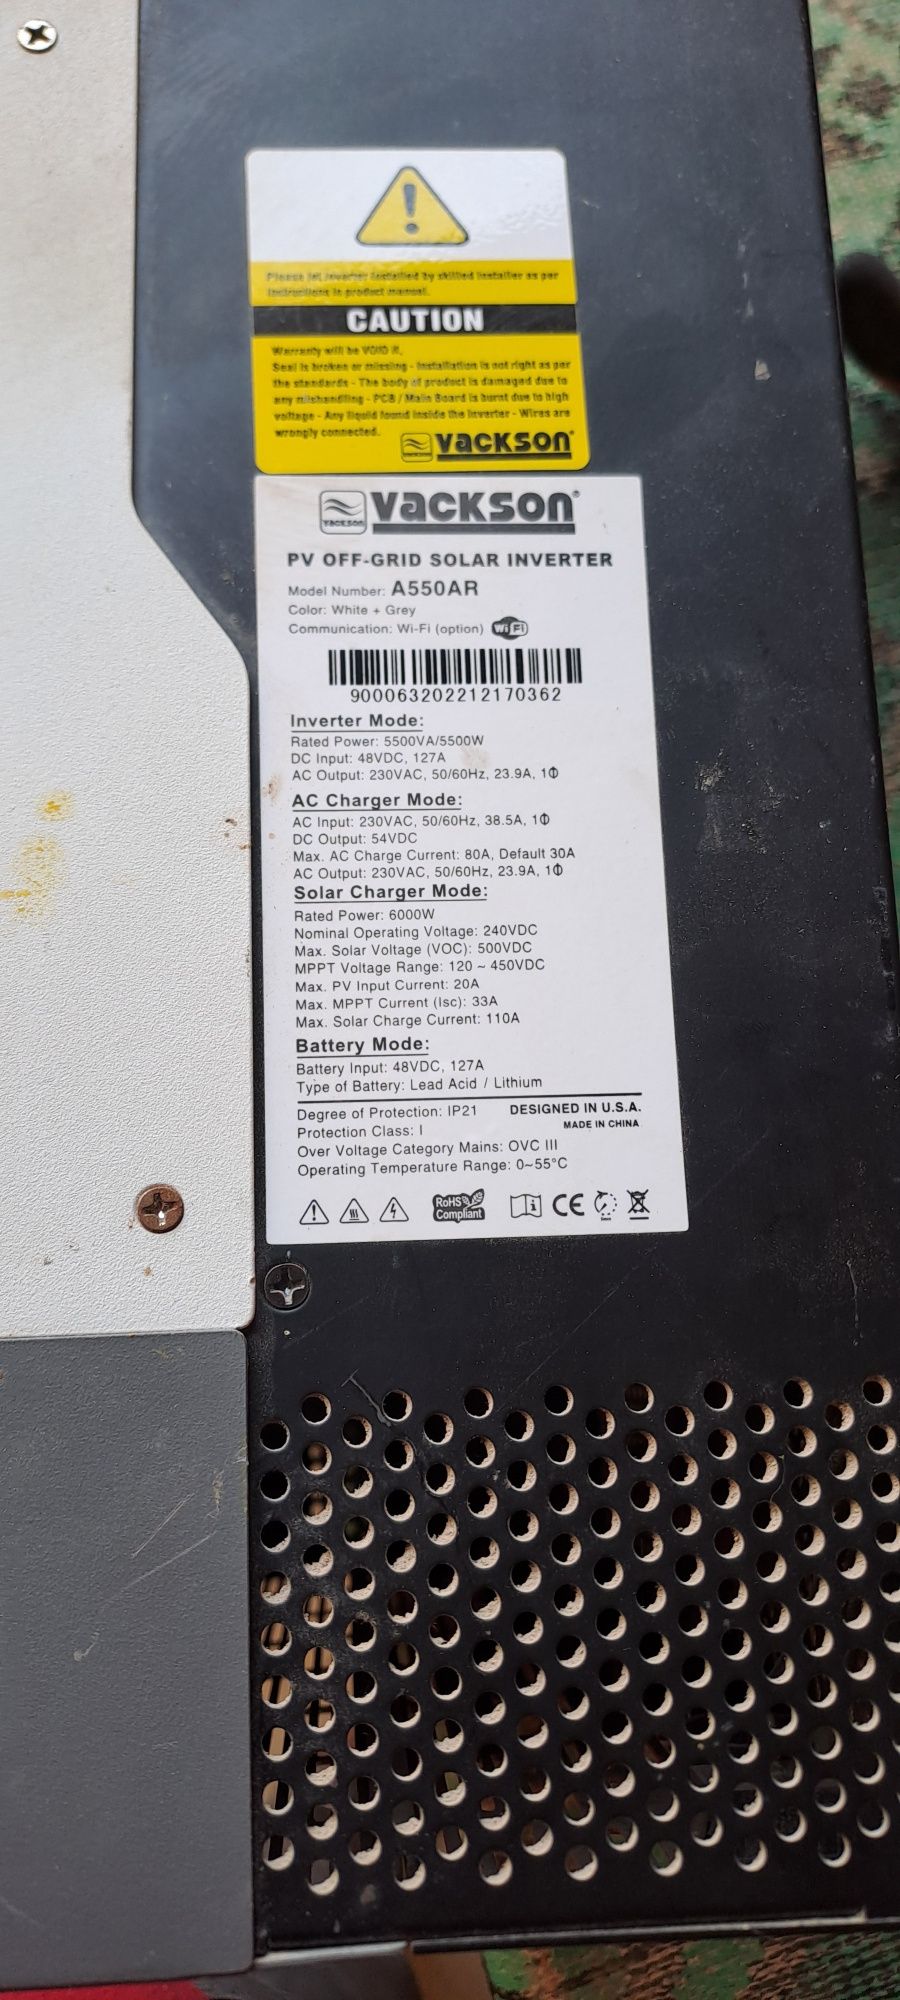 Please let inverter installed by skilled installer as per
instructions in product manual.
CAUTION
Warranty will be VOID if,
Seal is broken or missing - Installation is not right as per
the standards - The body of product is damaged due to
any mishandling - PCB / Main Board is burnt due to high
voltage - Any liquid found inside the Inverter - Wires are
wrongly connected.
VACKSON
VACKSON
VACKSON
PV OFF-GRID SOLAR INVERTER
Model Number: A550AR
Color: White + Grey
Communication: Wi-Fi (option) WiFi
9000632022121​70362
Inverter Mode:
Rated Power: 5500VA/5500W
DC Input: 48VDC, 127A
AC Output: 230VAC, 50/60Hz, 23.9A, 1Φ
AC Charger Mode:
AC Input: 230VAC, 50/60Hz, 38.5A, 1Φ
DC Output: 54VDC
Max. AC Charge Current: 80A, Default 30A
AC Output: 230VAC, 50/60Hz, 23.9A, 1Φ
Solar Charger Mode:
Rated Power: 6000W
Nominal Operating Voltage: 240VDC
Max. Solar Voltage (VOC): 500VDC
MPPT Voltage Range: 120 ~ 450VDC
Max. PV Input Current: 20A
Max. MPPT Current (Isc): 33A
Max. Solar Charge Current: 110A
Battery Mode:
Battery Input: 48VDC, 127A
Type of Battery: Lead Acid / Lithium
Degree of Protection: IP21 DESIGNED IN U.S.A.
Protection Class: I MADE IN CHINA
Over Voltage Category Mains: OVC III
Operating Temperature Range: 0~55°C
RoHS
Compliant
CE